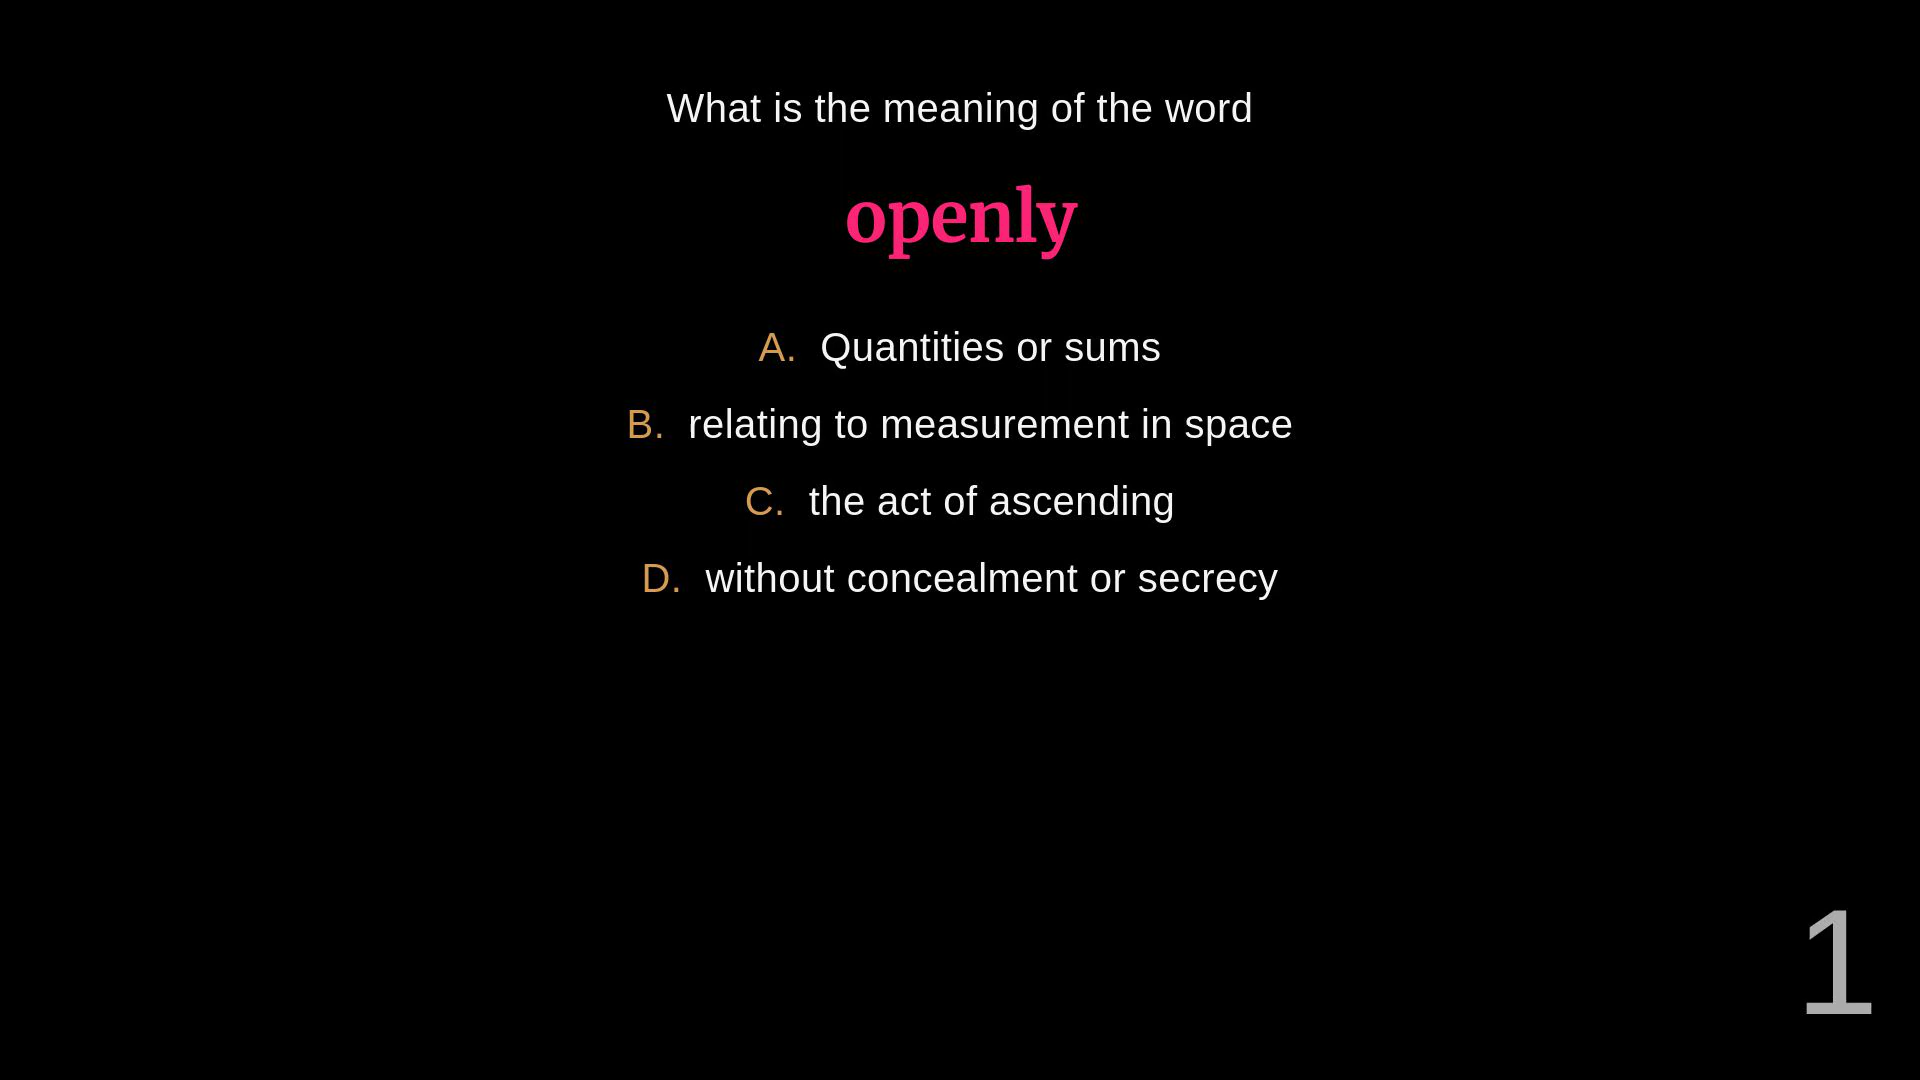 What is the meaning of the word
openly
A. Quantities or sums
B. relating to measurement in space
C. the act of ascending
D. without concealment or secrecy
1